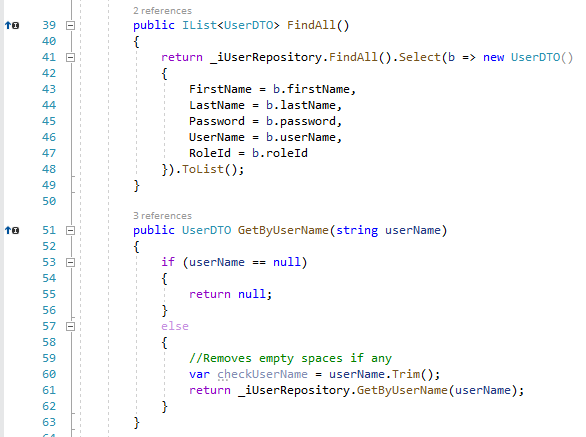 2 references
39 public IList<UserDTO> FindAll()
40 {
41 return _iUserRepository.FindAll().Select(b => new UserDTO()
42 {
43 FirstName = b.firstName,
44 LastName = b.lastName,
45 Password = b.password,
46 UserName = b.userName,
47 RoleId = b.roleId
48 }).ToList();
49 }
50
3 references
51 public UserDTO GetByUserName(string userName)
52 {
53 if (userName == null)
54 {
55 return null;
56 }
57 else
58 {
59 //Removes empty spaces if any
60 var checkUserName = userName.Trim();
61 return _iUserRepository.GetByUserName(userName);
62 }
63 }